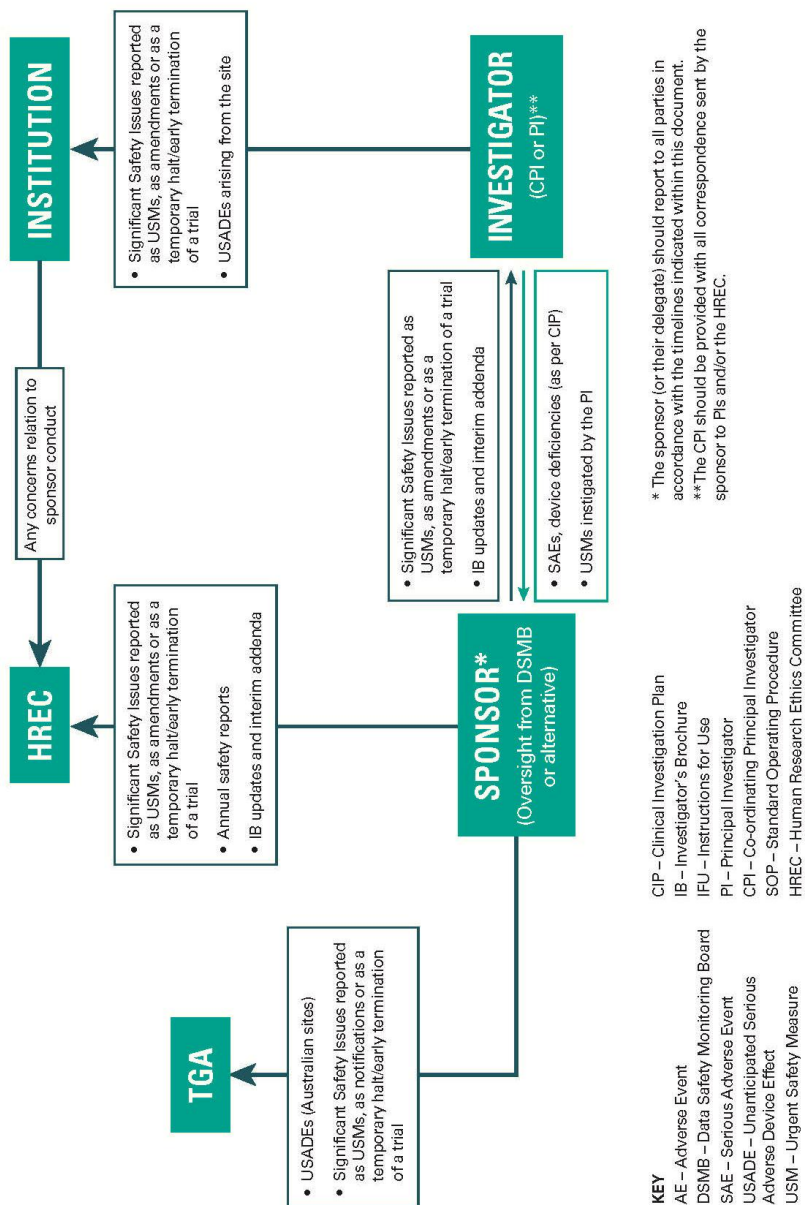 TGA
• USADEs (Australian sites)
• Significant Safety Issues reported
as USMs, as notifications or as a
temporary halt/early termination
of a trial
HREC
• Significant Safety Issues reported
as USMs, as amendments or as a
temporary halt/early termination
of a trial
• Annual safety reports
• IB updates and interim addenda
Any concerns relation to
sponsor conduct
INSTITUTION
• Significant Safety Issues reported
as USMs, as amendments or as a
temporary halt/early termination
of a trial
• USADEs arising from the site
SPONSOR*
(Oversight from DSMB
or alternative)
• Significant Safety Issues reported as
USMs, as amendments or as a
temporary halt/early termination of a trial
• IB updates and interim addenda
• SAEs, device deficiencies (as per CIP)
• USMs instigated by the PI
INVESTIGATOR
(CPI or PI)**
KEY
AE – Adverse Event
DSMB – Data Safety Monitoring Board
SAE – Serious Adverse Event
USADE – Unanticipated Serious
Adverse Device Effect
USM – Urgent Safety Measure
CIP – Clinical Investigation Plan
IB – Investigator's Brochure
IFU – Instructions for Use
PI – Principal Investigator
CPI – Co-ordinating Principal Investigator
SOP – Standard Operating Procedure
HREC – Human Research Ethics Committee
* The sponsor (or their delegate) should report to all parties in
accordance with the timelines indicated within this document.
**The CPI should be provided with all correspondence sent by the
sponsor to PIs and/or the HREC.